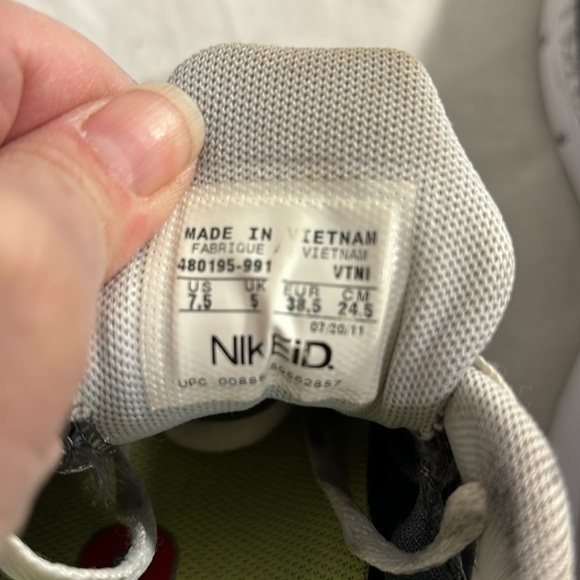 MADE IN VIETNAM
FABRIQUE A VIETNAM
480195-991 VTNI
US UK EUR CM
7.5 5 38.5 24.5
07/20/11
NIKEiD.
UPC